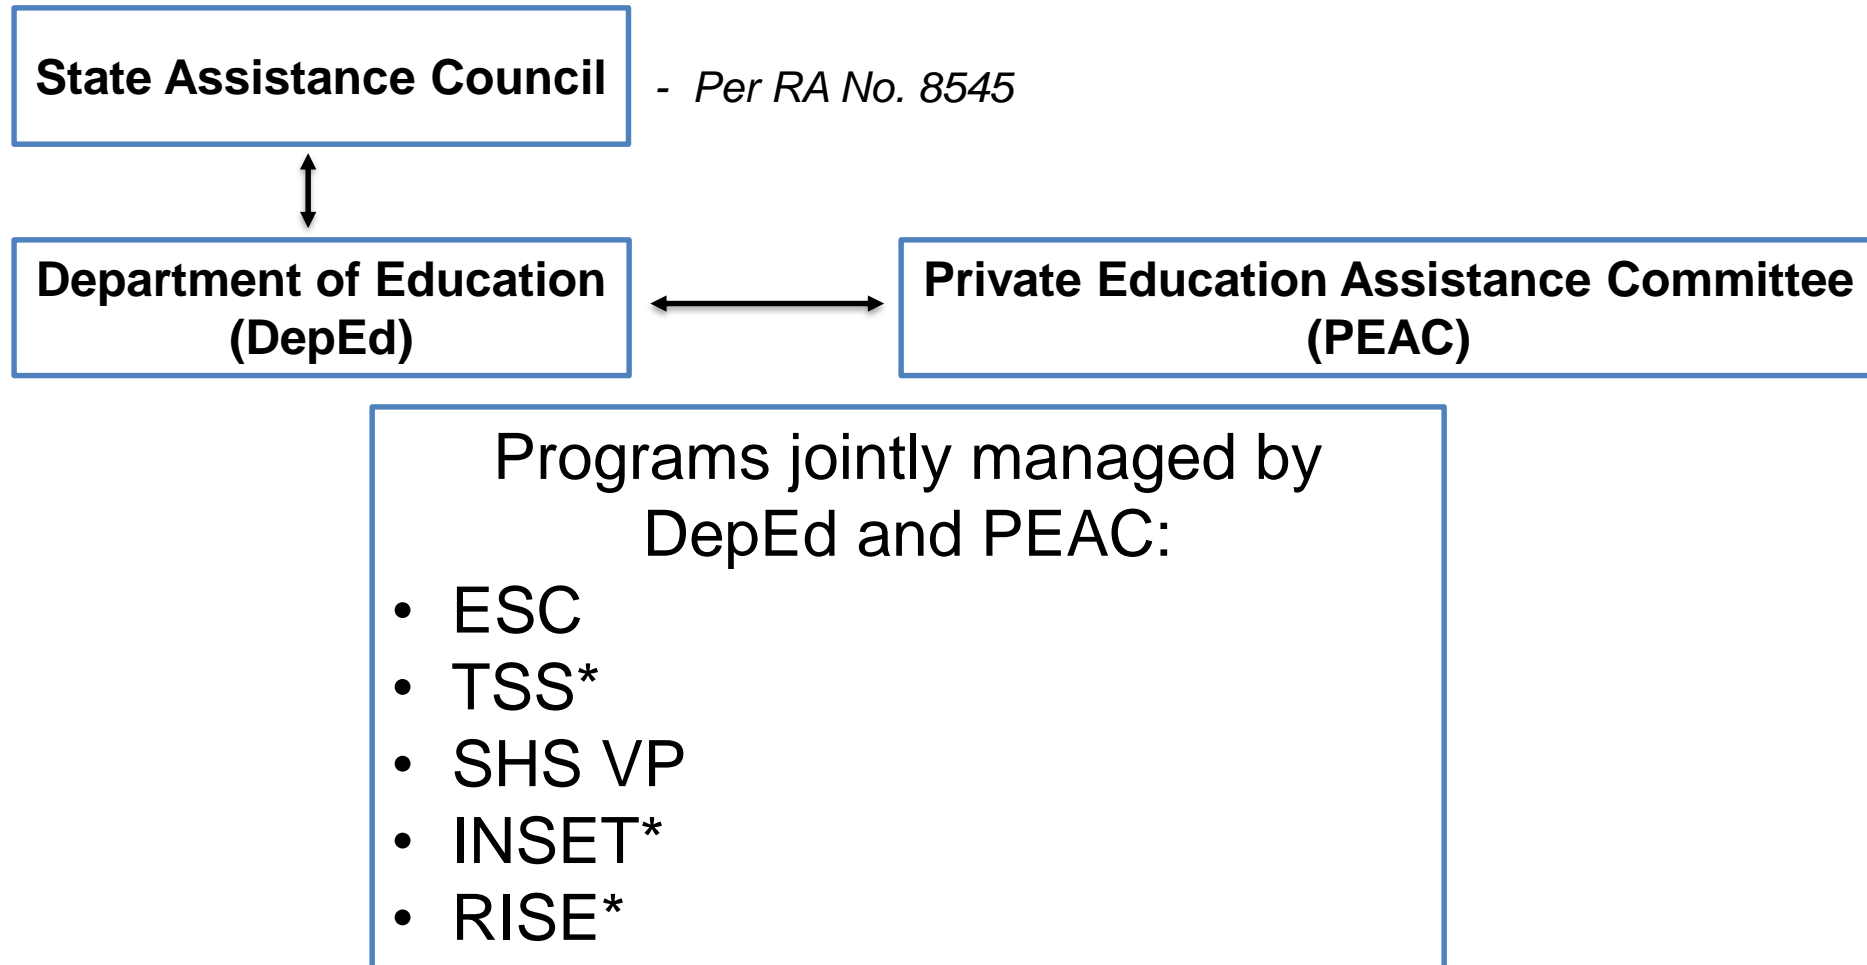 State Assistance Council
- Per RA No. 8545
Department of Education
(DepEd)
Private Education Assistance Committee
(PEAC)
Programs jointly managed by
DepEd and PEAC:
• ESC
• TSS*
• SHS VP
• INSET*
• RISE*